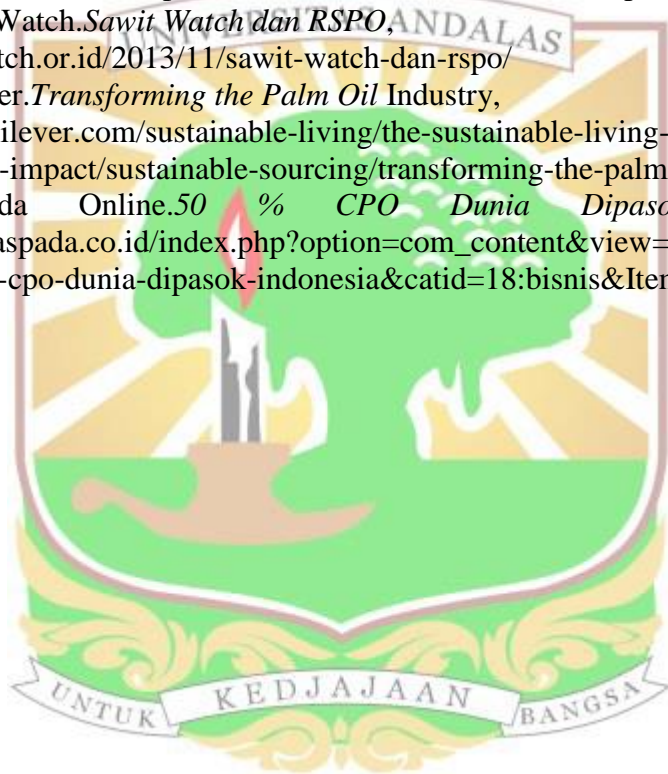 Watch.Sawit Watch dan RSPO,
UNIVERSITAS ANDALAS
tch.or.id/2013/11/sawit-watch-dan-rspo/
er.Transforming the Palm Oil Industry,
ilever.com/sustainable-living/the-sustainable-living-
-impact/sustainable-sourcing/transforming-the-palm
da Online.50 % CPO Dunia Dipaso
aspada.co.id/index.php?option=com_content&view=
-cpo-dunia-dipasok-indonesia&catid=18:bisnis&Iter
UNTUK KEDJAJAAN BANGSA